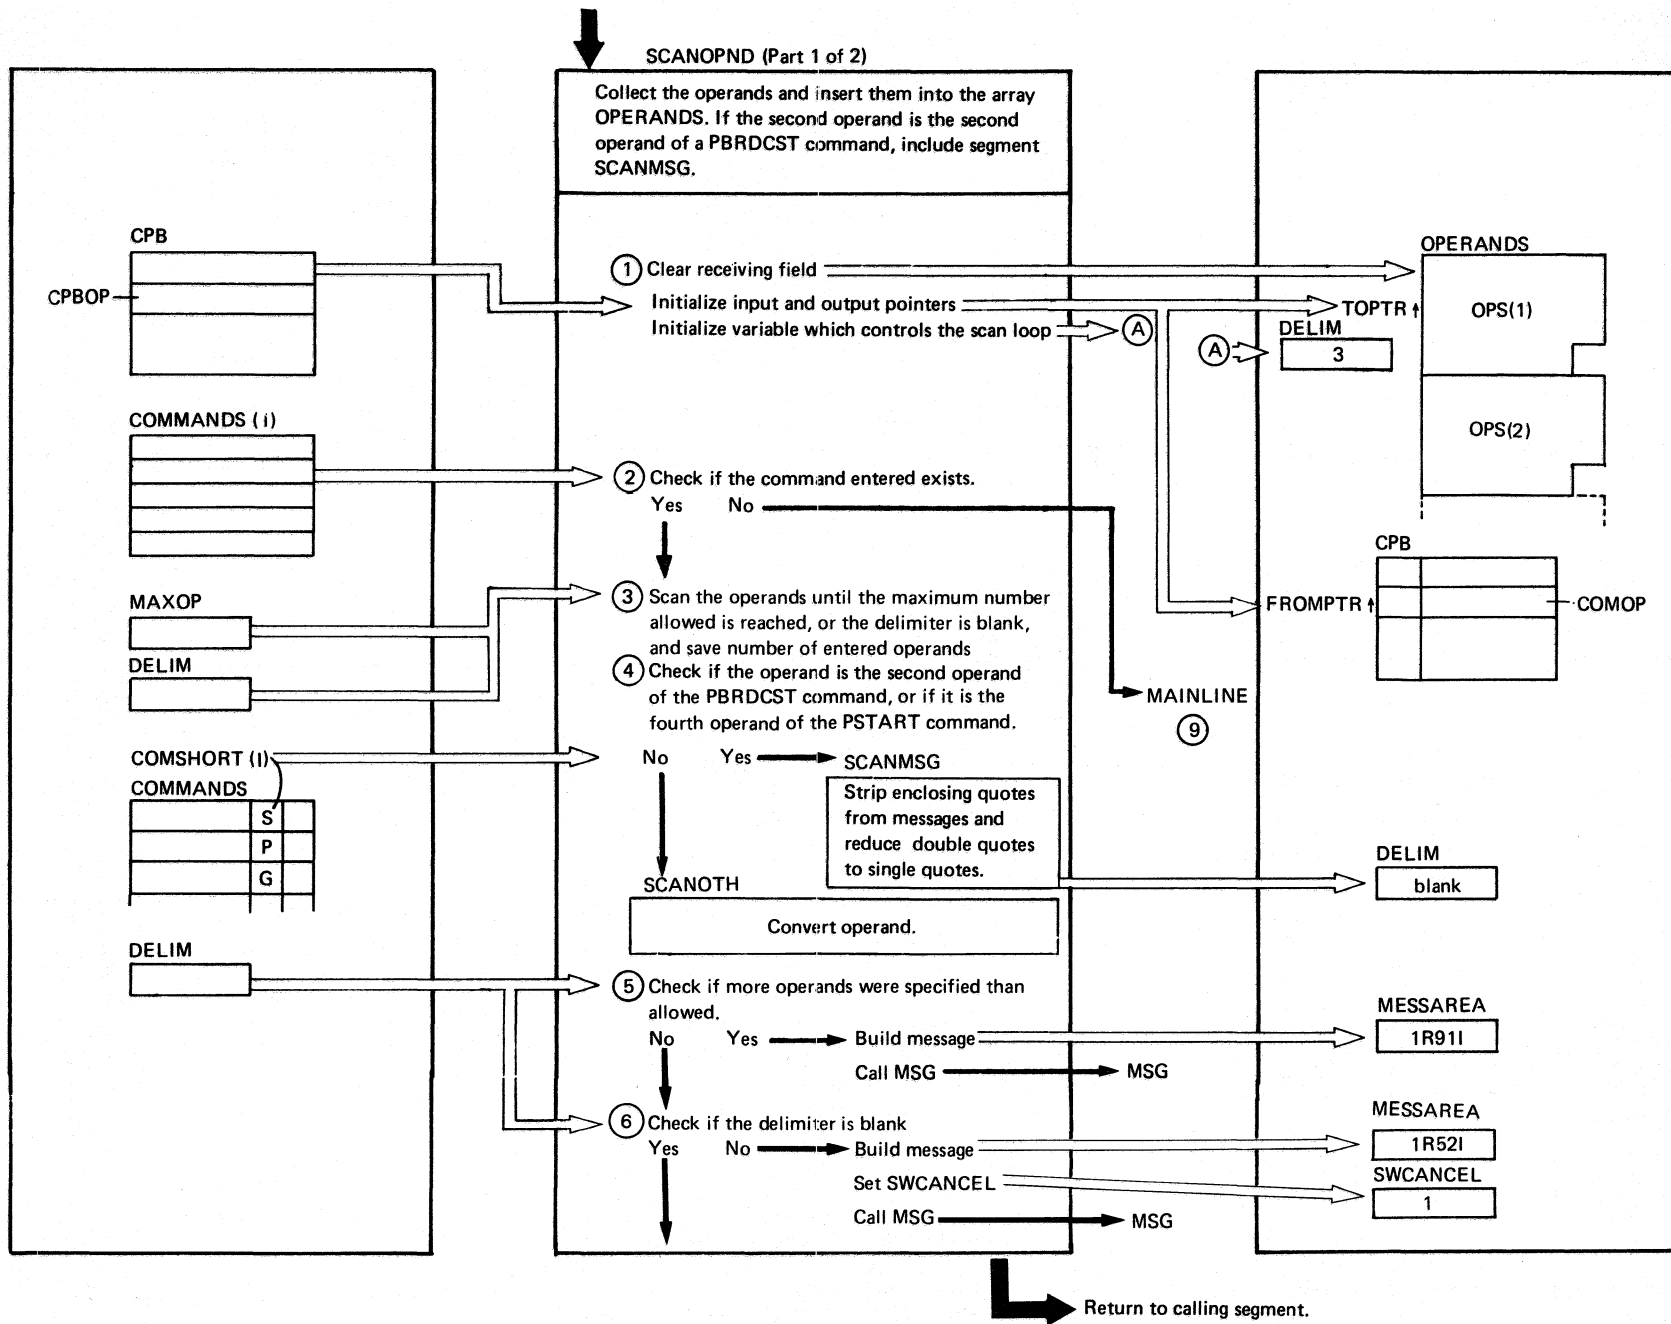 SCANOPND (Part 1 of 2)
Collect the operands and insert them into the array
OPERANDS. If the second operand is the second
operand of a PBRDCST command, include segment
SCANMSG.
CPB
CPBOP
COMMANDS (i)
MAXOP
DELIM
COMSHORT (I)
COMMANDS
S
P
G
DELIM
1 Clear receiving field
Initialize input and output pointers
Initialize variable which controls the scan loop
A
2 Check if the command entered exists.
Yes No
3 Scan the operands until the maximum number
allowed is reached, or the delimiter is blank,
and save number of entered operands
4 Check if the operand is the second operand
of the PBRDCST command, or if it is the
fourth operand of the PSTART command.
No Yes SCANMSG
Strip enclosing quotes
from messages and
reduce double quotes
to single quotes.
SCANOTH
Convert operand.
5 Check if more operands were specified than
allowed.
No Yes Build message
Call MSG MSG
6 Check if the delimiter is blank
Yes No Build message
Set SWCANCEL
Call MSG MSG
MAINLINE
9
OPERANDS
OPS(1)
TOPTR
DELIM
A 3
OPS(2)
CPB
FROMPTR COMOP
DELIM
blank
MESSAREA
1R91I
MESSAREA
1R52I
SWCANCEL
1
Return to calling segment.